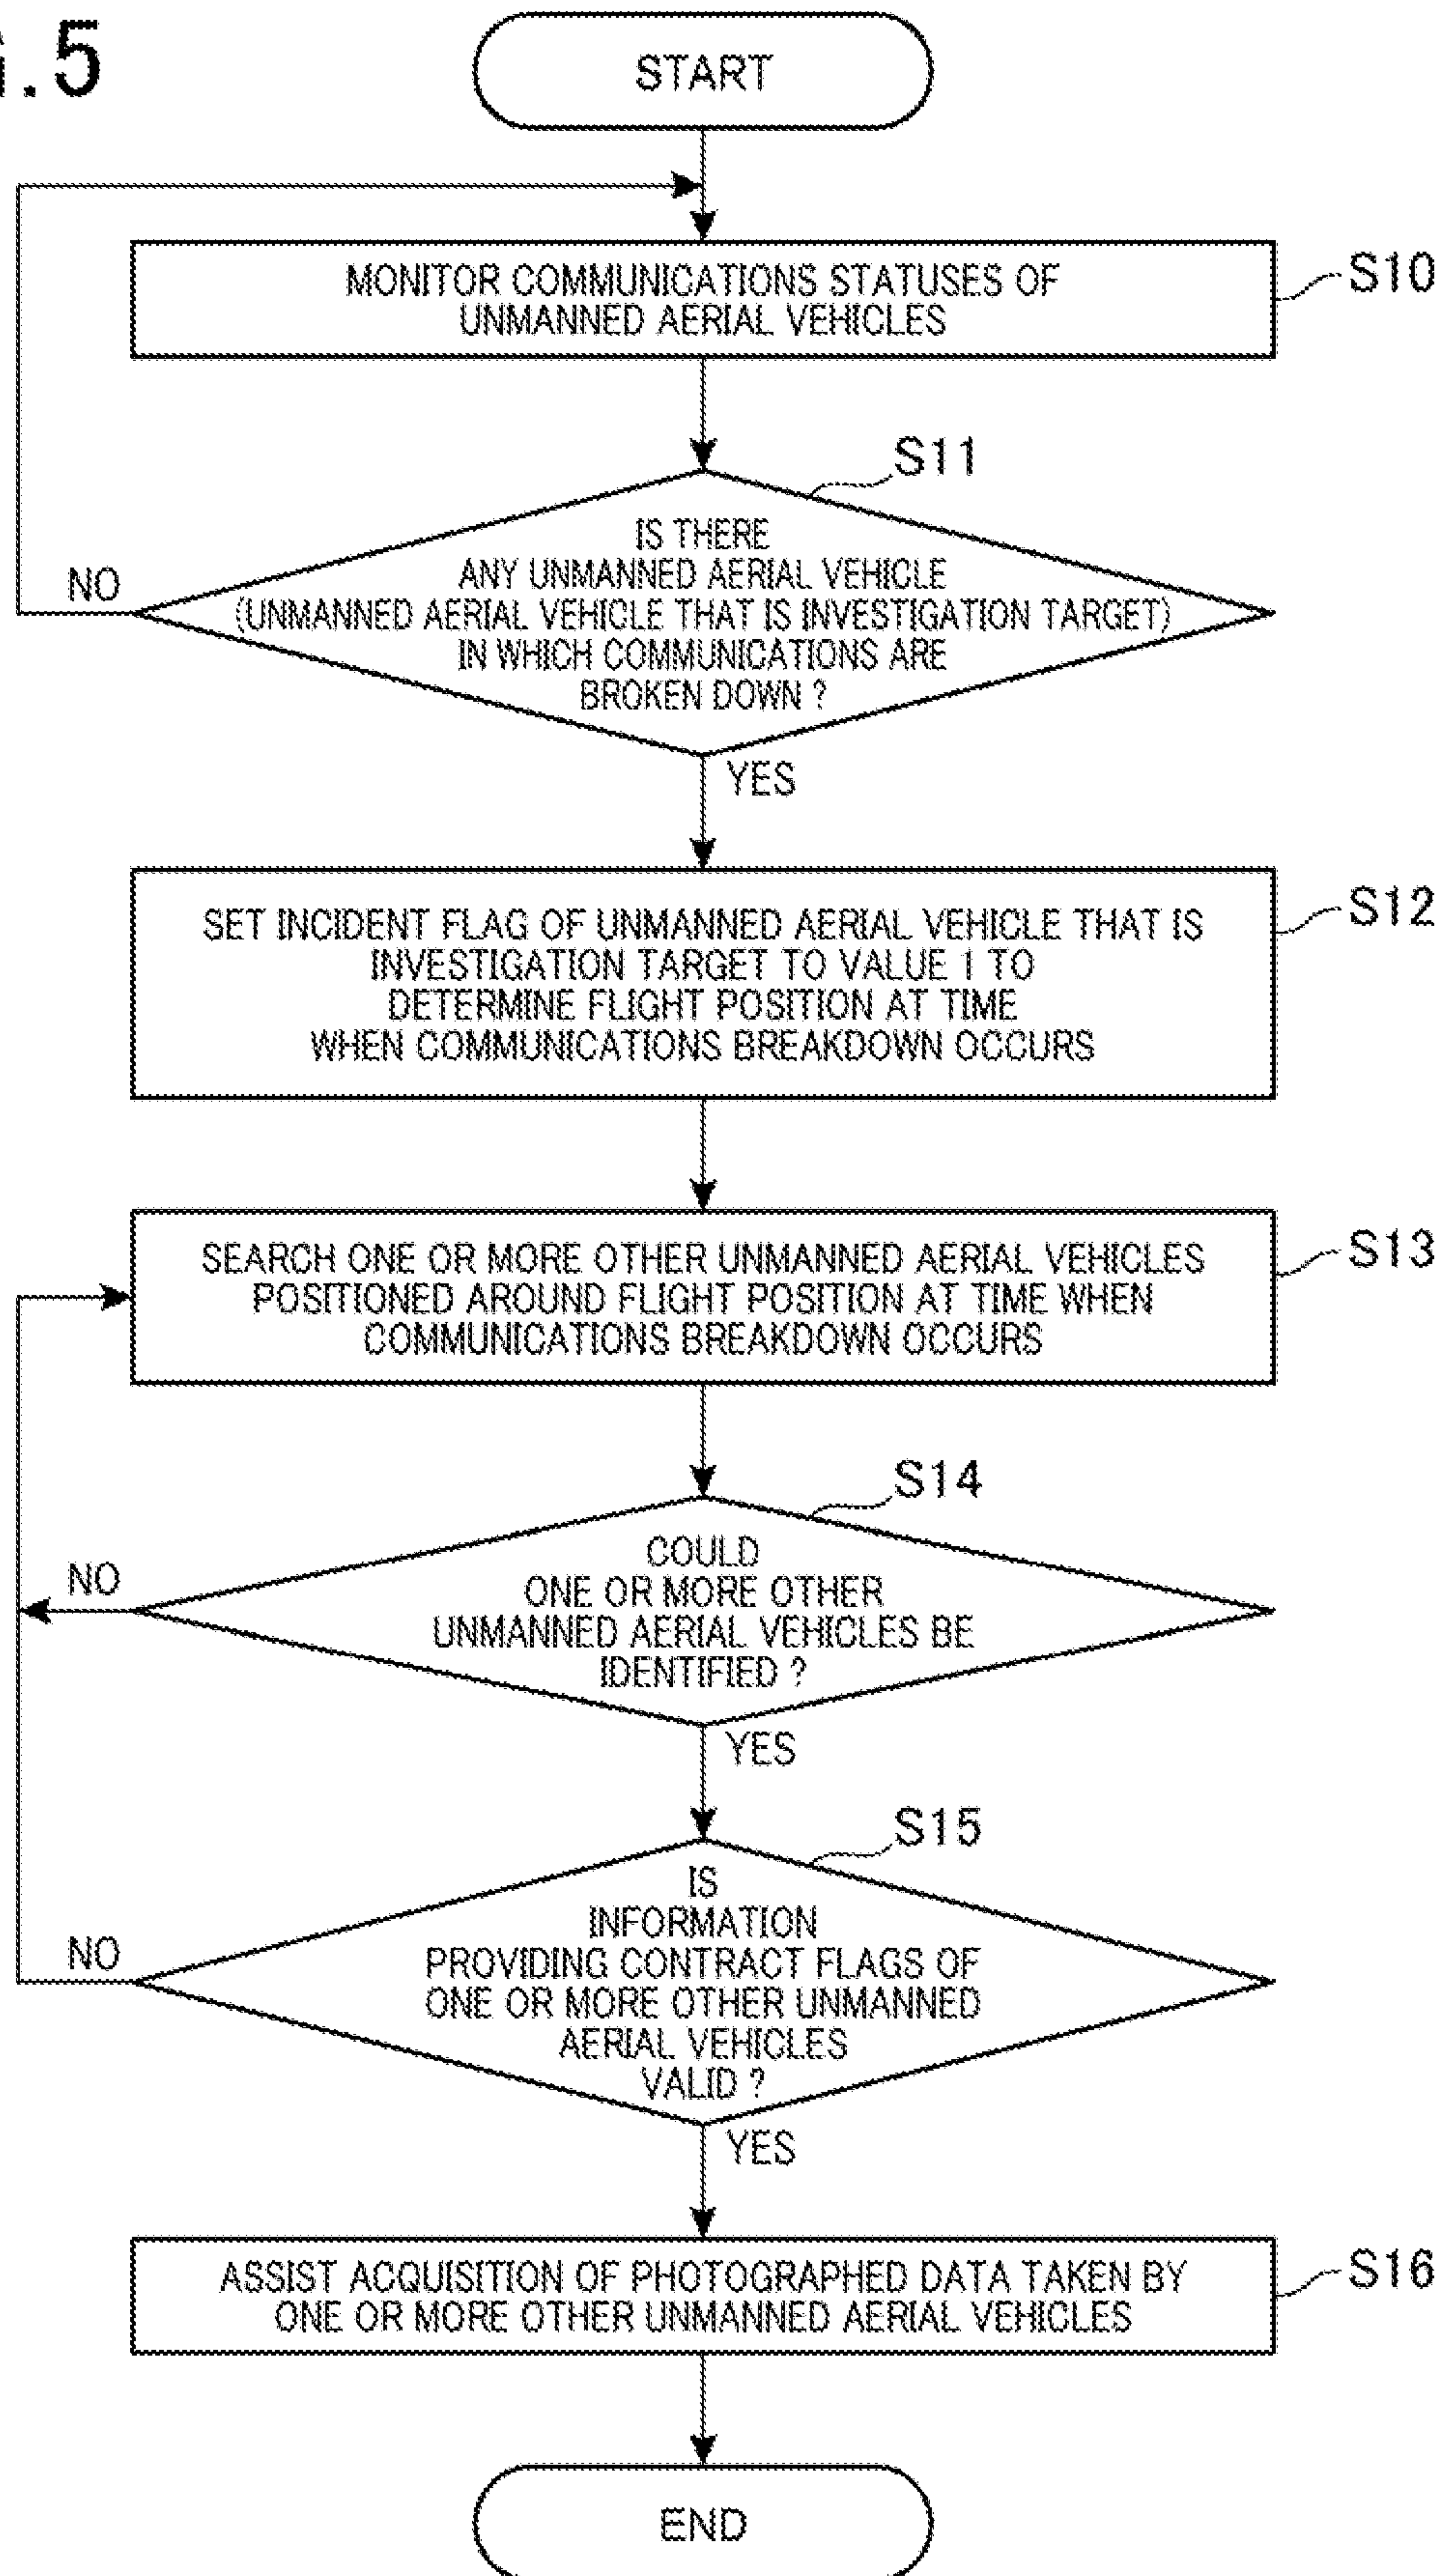 G.5
START
MONITOR COMMUNICATIONS STATUSES OF
UNMANNED AERIAL VEHICLES
S10
S11
IS THERE
ANY UNMANNED AERIAL VEHICLE
(UNMANNED AERIAL VEHICLE THAT IS INVESTIGATION TARGET)
IN WHICH COMMUNICATIONS ARE
BROKEN DOWN ?
NO
YES
SET INCIDENT FLAG OF UNMANNED AERIAL VEHICLE THAT IS
INVESTIGATION TARGET TO VALUE 1 TO
DETERMINE FLIGHT POSITION AT TIME
WHEN COMMUNICATIONS BREAKDOWN OCCURS
S12
SEARCH ONE OR MORE OTHER UNMANNED AERIAL VEHICLES
POSITIONED AROUND FLIGHT POSITION AT TIME WHEN
COMMUNICATIONS BREAKDOWN OCCURS
S13
S14
COULD
ONE OR MORE OTHER
UNMANNED AERIAL VEHICLES BE
IDENTIFIED ?
NO
YES
S15
IS
INFORMATION
PROVIDING CONTRACT FLAGS OF
ONE OR MORE OTHER UNMANNED
AERIAL VEHICLES
VALID ?
NO
YES
ASSIST ACQUISITION OF PHOTOGRAPHED DATA TAKEN BY
ONE OR MORE OTHER UNMANNED AERIAL VEHICLES
S16
END